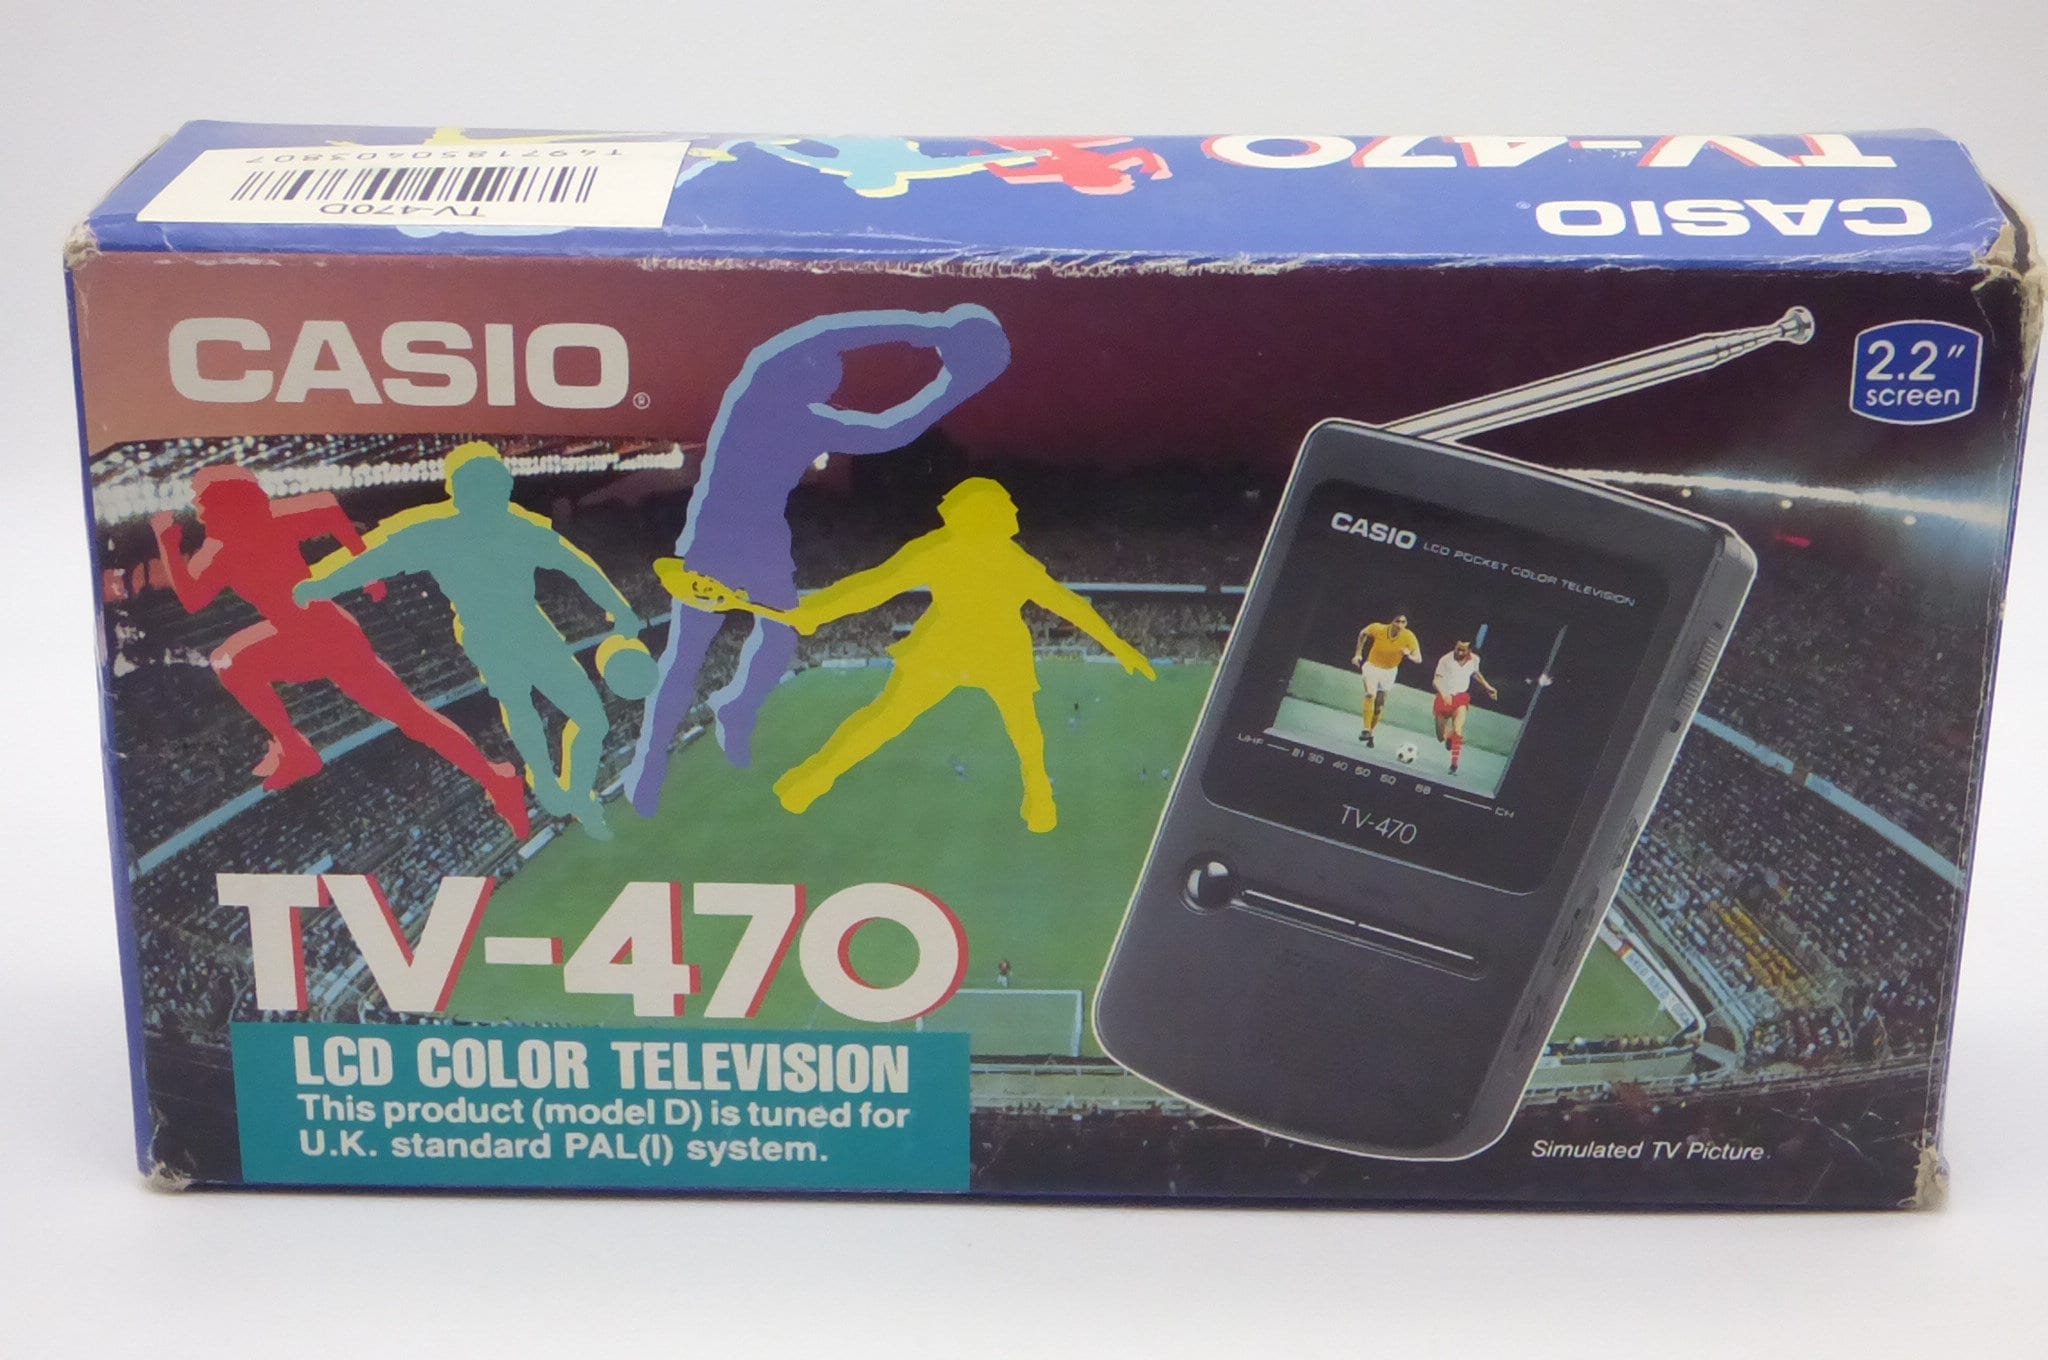 TV-470
CASIO®
T4971850403807
TV-470D
CASIO®
2.2" screen
CASIO LCD POCKET COLOR TELEVISION
UHF 21 30 40 50 60 68 CH
TV-470
TV-470
LCD COLOR TELEVISION
This product (model D) is tuned for
U.K. standard PAL(I) system.
Simulated TV Picture.